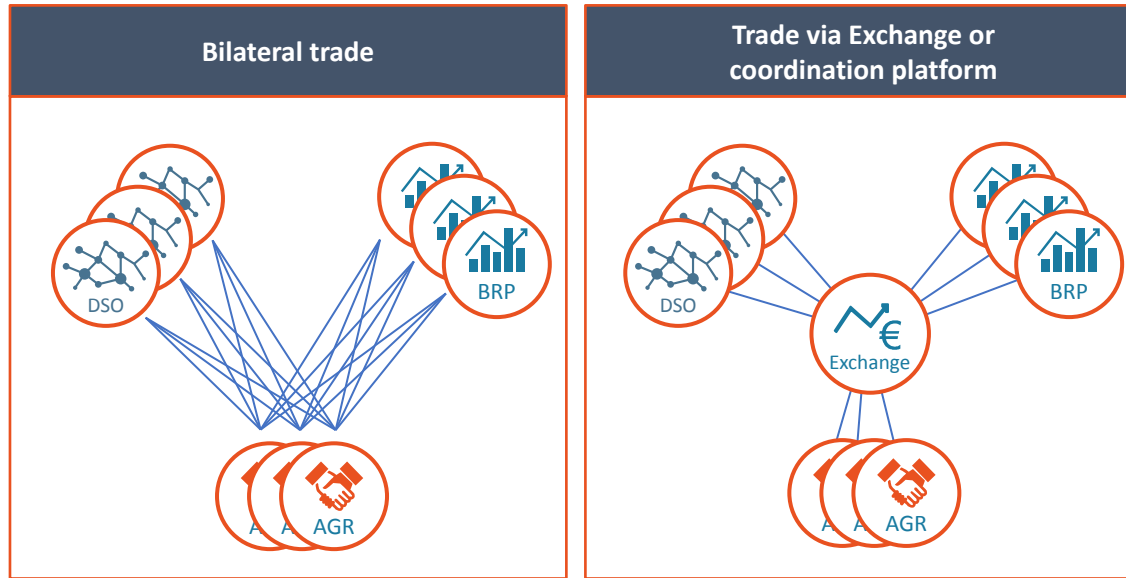 Bilateral trade
DSO
BRP
A
A
AGR
Trade via Exchange or
coordination platform
DSO
BRP
€
Exchange
A
A
AGR